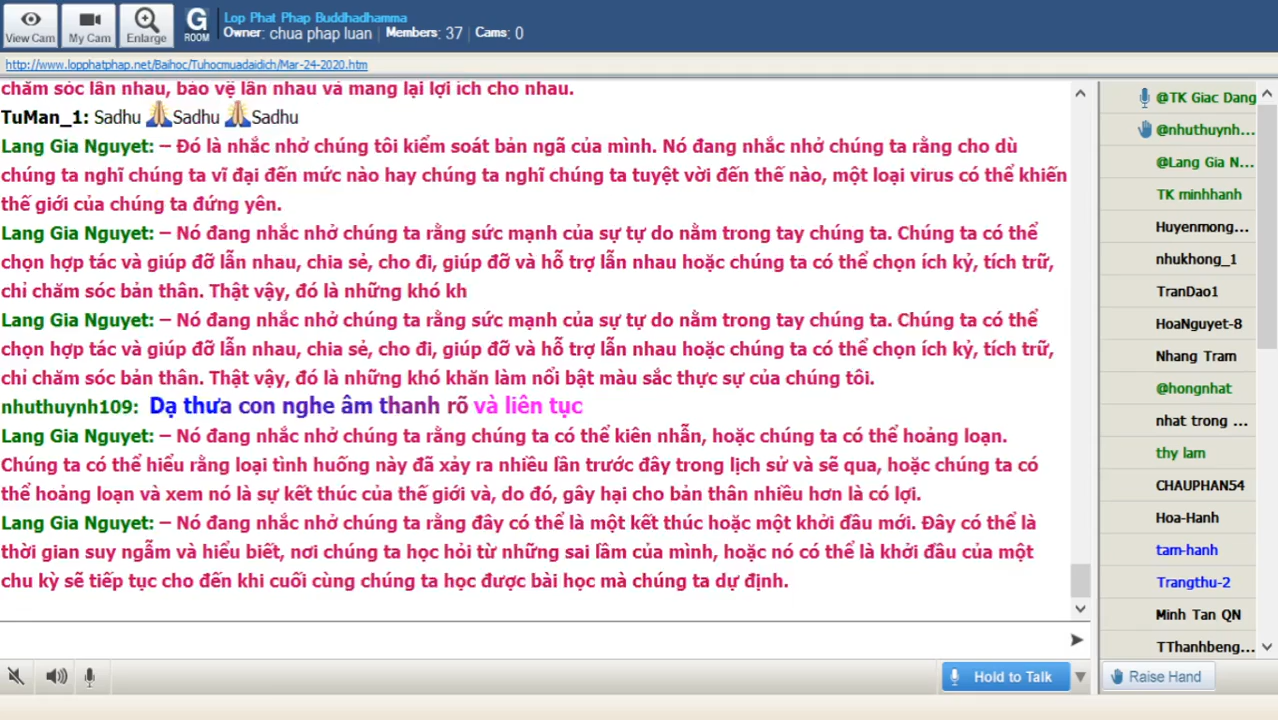 View Cam
My Cam
Enlarge
G
ROOM
Lop Phat Phap Buddhadhamma
Owner: chua phap luan Members: 37 Cams: 0
http://www.lopphatphap.net/Baihoc/Tuhocmuadaidich/Mar-24-2020.htm
chăm sóc lẫn nhau, bảo vệ lẫn nhau và mang lại lợi ích cho nhau.
TuMan_1: Sadhu 🙏Sadhu 🙏Sadhu
Lang Gia Nguyet: – Đó là nhắc nhở chúng tôi kiểm soát bản ngã của mình. Nó đang nhắc nhở chúng ta rằng cho dù
chúng ta nghĩ chúng ta vĩ đại đến mức nào hay chúng ta nghĩ chúng ta tuyệt vời đến thế nào, một loại virus có thể khiến
thế giới của chúng ta đứng yên.
Lang Gia Nguyet: – Nó đang nhắc nhở chúng ta rằng sức mạnh của sự tự do nằm trong tay chúng ta. Chúng ta có thể
chọn hợp tác và giúp đỡ lẫn nhau, chia sẻ, cho đi, giúp đỡ và hỗ trợ lẫn nhau hoặc chúng ta có thể chọn ích kỷ, tích trữ,
chỉ chăm sóc bản thân. Thật vậy, đó là những khó kh
Lang Gia Nguyet: – Nó đang nhắc nhở chúng ta rằng sức mạnh của sự tự do nằm trong tay chúng ta. Chúng ta có thể
chọn hợp tác và giúp đỡ lẫn nhau, chia sẻ, cho đi, giúp đỡ và hỗ trợ lẫn nhau hoặc chúng ta có thể chọn ích kỷ, tích trữ,
chỉ chăm sóc bản thân. Thật vậy, đó là những khó khăn làm nổi bật màu sắc thực sự của chúng tôi.
nhuthuynh109: Dạ thưa con nghe âm thanh rõ và liên tục
Lang Gia Nguyet: – Nó đang nhắc nhở chúng ta rằng chúng ta có thể kiên nhẫn, hoặc chúng ta có thể hoảng loạn.
Chúng ta có thể hiểu rằng loại tình huống này đã xảy ra nhiều lần trước đây trong lịch sử và sẽ qua, hoặc chúng ta có
thể hoảng loạn và xem nó là sự kết thúc của thế giới và, do đó, gây hại cho bản thân nhiều hơn là có lợi.
Lang Gia Nguyet: – Nó đang nhắc nhở chúng ta rằng đây có thể là một kết thúc hoặc một khởi đầu mới. Đây có thể là
thời gian suy ngẫm và hiểu biết, nơi chúng ta học hỏi từ những sai lầm của mình, hoặc nó có thể là khởi đầu của một
chu kỳ sẽ tiếp tục cho đến khi cuối cùng chúng ta học được bài học mà chúng ta dự định.
@TK Giac Dang
@nhuthuynh...
@Lang Gia N...
TK minhhanh
Huyenmong...
nhukhong_1
TranDao1
HoaNguyet-8
Nhang Tram
@hongnhat
nhat trong ...
thy lam
CHAUPHAN54
Hoa-Hanh
tam-hanh
Trangthu-2
Minh Tan QN
TThanhbeng...
Hold to Talk
Raise Hand